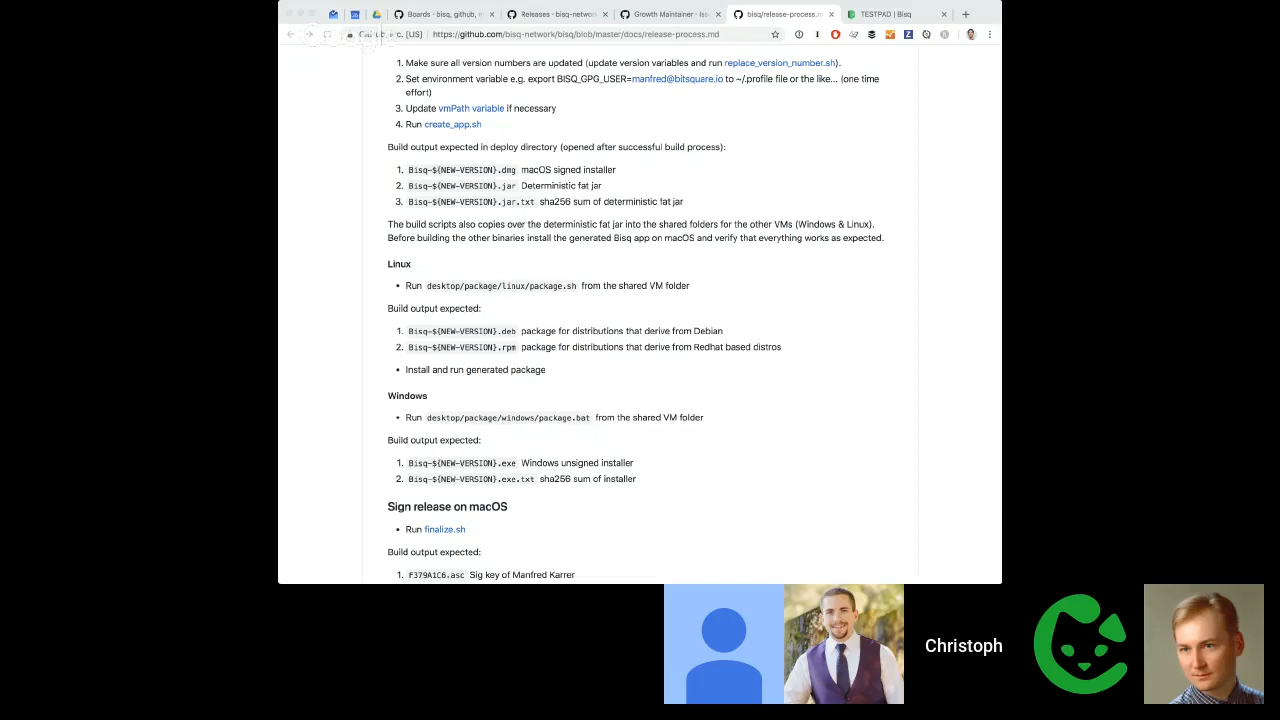 Boards - bisq, github, m
Releases - bisq-networ
Growth Maintainer - Iss
bisq/release-process.m
TESTPAD | Bisq
[US] https://github.com/bisq-network/bisq/blob/master/docs/release-process.md
1. Make sure all version numbers are updated (update version variables and run replace_version_number.sh).
2. Set environment variable e.g. export BISQ_GPG_USER=manfred@bitsquare.io to ~/.profile file or the like... (one time
effort)
3. Update vmPath variable if necessary
4. Run create_app.sh
Build output expected in deploy directory (opened after successful build process):
1. Bisq-${NEW-VERSION}.dmg macOS signed installer
2. Bisq-${NEW-VERSION}.jar Deterministic fat jar
3. Bisq-${NEW-VERSION}.jar.txt sha256 sum of deterministic fat jar
The build scripts also copies over the deterministic fat jar into the shared folders for the other VMs (Windows & Linux).
Before building the other binaries install the generated Bisq app on macOS and verify that everything works as expected.
Linux
• Run desktop/package/linux/package.sh from the shared VM folder
Build output expected:
1. Bisq-${NEW-VERSION}.deb package for distributions that derive from Debian
2. Bisq-${NEW-VERSION}.rpm package for distributions that derive from Redhat based distros
• Install and run generated package
Windows
• Run desktop/package/windows/package.bat from the shared VM folder
Build output expected:
1. Bisq-${NEW-VERSION}.exe Windows unsigned installer
2. Bisq-${NEW-VERSION}.exe.txt sha256 sum of installer
Sign release on macOS
• Run finalize.sh
Build output expected:
1. F379A1C6.asc Sig key of Manfred Karrer
Christoph